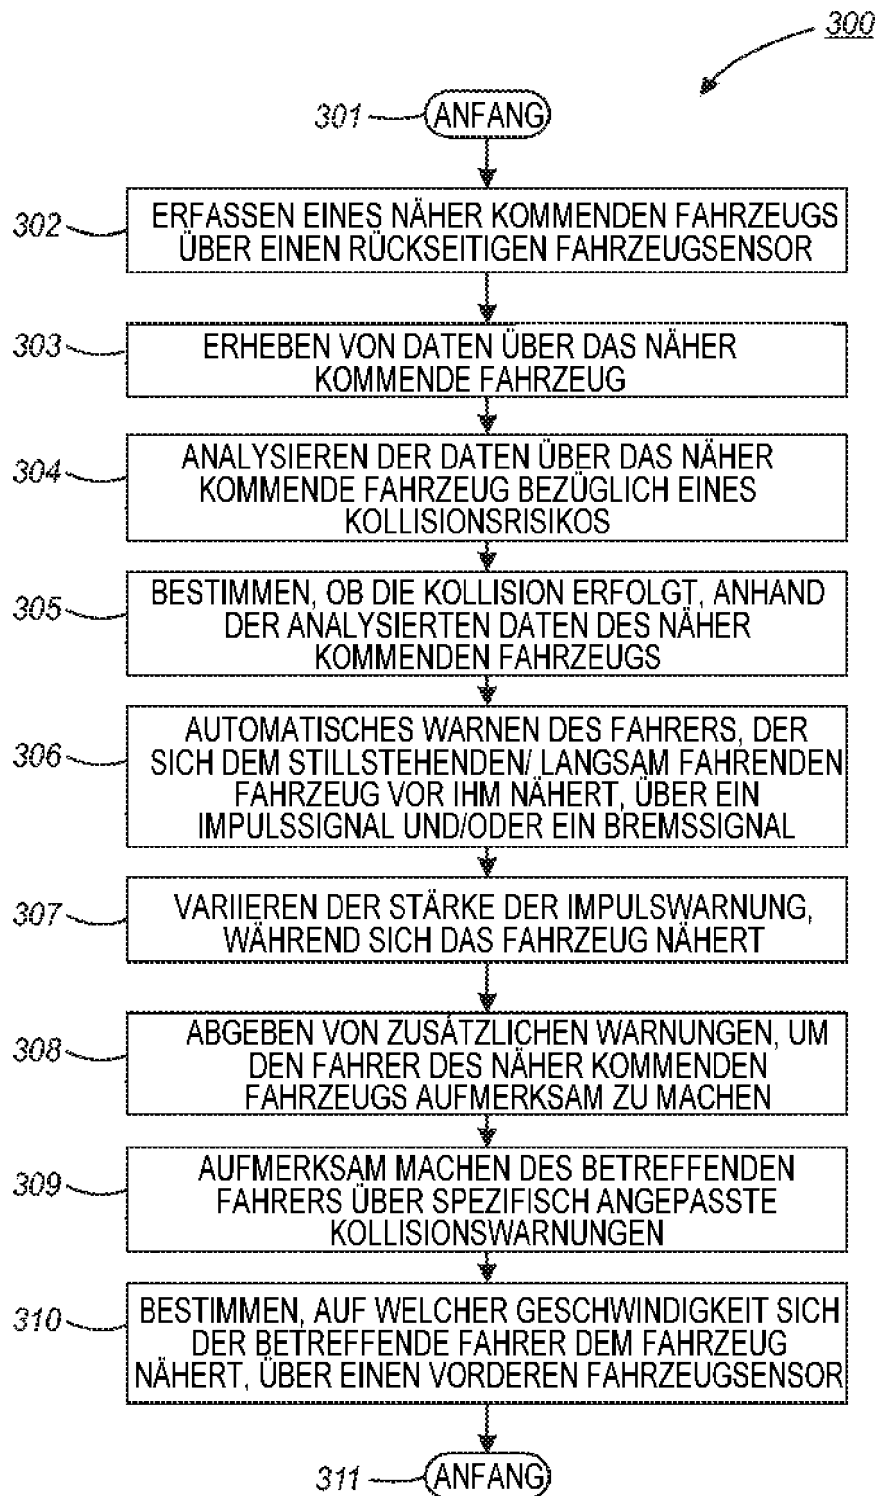 300
301
ANFANG
302
ERFASSEN EINES NÄHER KOMMENDEN FAHRZEUGS
ÜBER EINEN RÜCKSEITIGEN FAHRZEUGSENSOR
303
ERHEBEN VON DATEN ÜBER DAS NÄHER
KOMMENDE FAHRZEUG
304
ANALYSIEREN DER DATEN ÜBER DAS NÄHER
KOMMENDE FAHRZEUG BEZÜGLICH EINES
KOLLISIONSRISIKOS
305
BESTIMMEN, OB DIE KOLLISION ERFOLGT, ANHAND
DER ANALYSIERTEN DATEN DES NÄHER
KOMMENDEN FAHRZEUGS
306
AUTOMATISCHES WARNEN DES FAHRERS, DER
SICH DEM STILLSTEHENDEN/ LANGSAM FAHRENDEN
FAHRZEUG VOR IHM NÄHERT, ÜBER EIN
IMPULSSIGNAL UND/ODER EIN BREMSSIGNAL
307
VARIIEREN DER STÄRKE DER IMPULSWARNUNG,
WÄHREND SICH DAS FAHRZEUG NÄHERT
308
ABGEBEN VON ZUSÄTZLICHEN WARNUNGEN, UM
DEN FAHRER DES NÄHER KOMMENDEN
FAHRZEUGS AUFMERKSAM ZU MACHEN
309
AUFMERKSAM MACHEN DES BETREFFENDEN
FAHRERS ÜBER SPEZIFISCH ANGEPASSTE
KOLLISIONSWARNUNGEN
310
BESTIMMEN, AUF WELCHER GESCHWINDIGKEIT SICH
DER BETREFFENDE FAHRER DEM FAHRZEUG
NÄHERT, ÜBER EINEN VORDEREN FAHRZEUGSENSOR
311
ANFANG